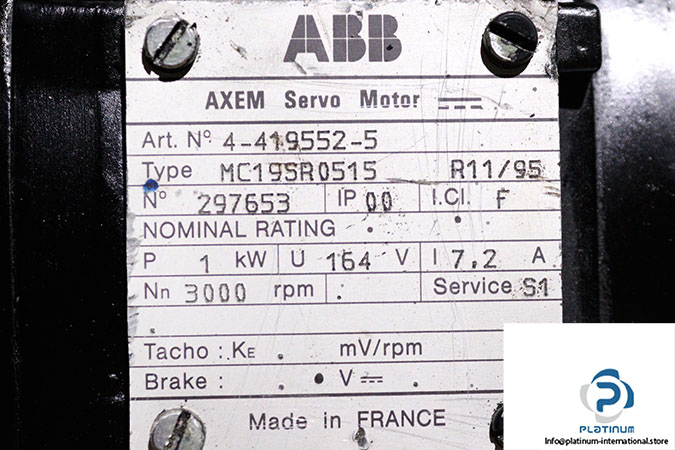 ABB
AXEM Servo Motor
Art. Nº 4-419552-5
Type MC19SR0515 R11/95
Nº 297653 IP 00 I.Cl. F
NOMINAL RATING
P 1 kW U 164 V I 7.2 A
Nn 3000 rpm Service S1
Tacho : KE mV/rpm
Brake : V
Made in FRANCE
PLATINUM
Info@platinum-international.store